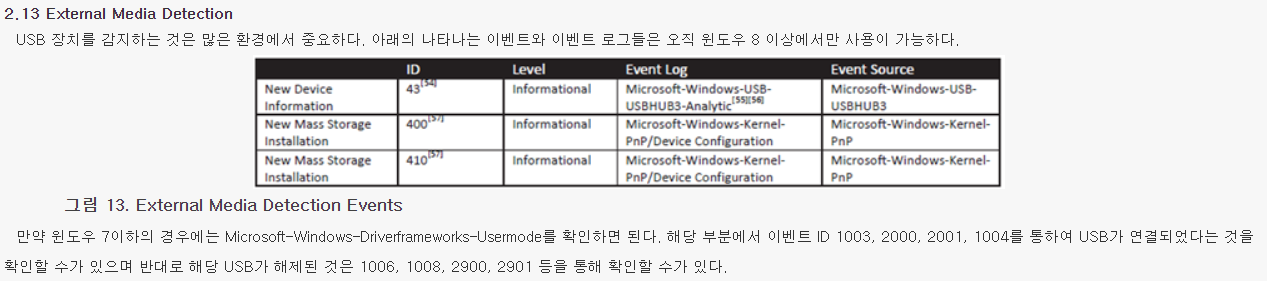 2.13 External Media Detection
USB 장치를 감지하는 것은 많은 환경에서 중요하다. 아래의 나타나는 이벤트와 이벤트 로그들은 오직 윈도우 8 이상에서만 사용이 가능하다.
ID Level Event Log Event Source
New Device Information 43[54] Informational Microsoft-Windows-USB-USBHUB3-Analytic[55][56] Microsoft-Windows-USB-USBHUB3
New Mass Storage Installation 400[57] Informational Microsoft-Windows-Kernel-PnP/Device Configuration Microsoft-Windows-Kernel-PnP
New Mass Storage Installation 410[57] Informational Microsoft-Windows-Kernel-PnP/Device Configuration Microsoft-Windows-Kernel-PnP
그림 13. External Media Detection Events
만약 윈도우 7이하의 경우에는 Microsoft-Windows-Driverframeworks-Usermode를 확인하면 된다. 해당 부분에서 이벤트 ID 1003, 2000, 2001, 1004를 통하여 USB가 연결되었다는 것을
확인할 수가 있으며 반대로 해당 USB가 해제된 것은 1006, 1008, 2900, 2901 등을 통해 확인할 수가 있다.